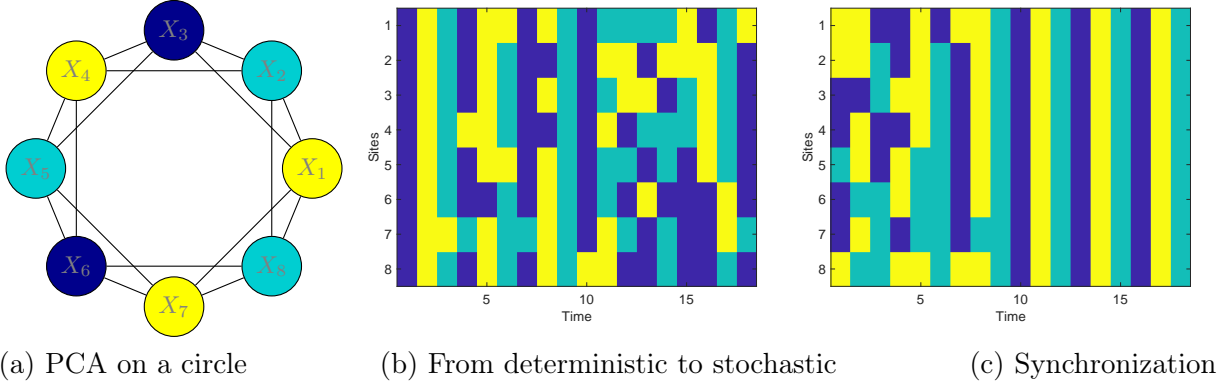 X3
X4
X2
X5
X1
X6
X8
X7
1
2
3
4
5
6
7
8
Sites
5
10
15
Time
1
2
3
4
5
6
7
8
Sites
5
10
15
Time
(a) PCA on a circle
(b) From deterministic to stochastic
(c) Synchronization